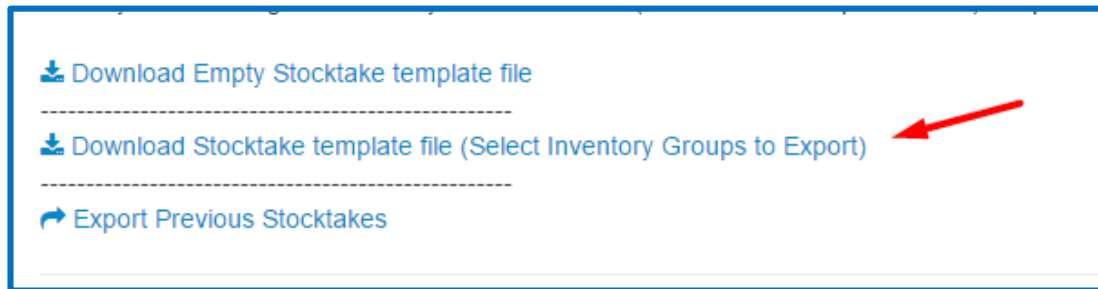 Download Empty Stocktake template file
----------------------------------------------------
Download Stocktake template file (Select Inventory Groups to Export)
----------------------------------------------------
Export Previous Stocktakes